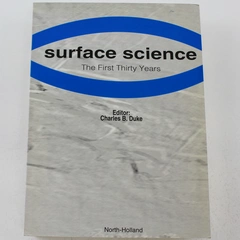 surface science
The First Thirty Years
Editor:
Charles B. Duke
North-Holland